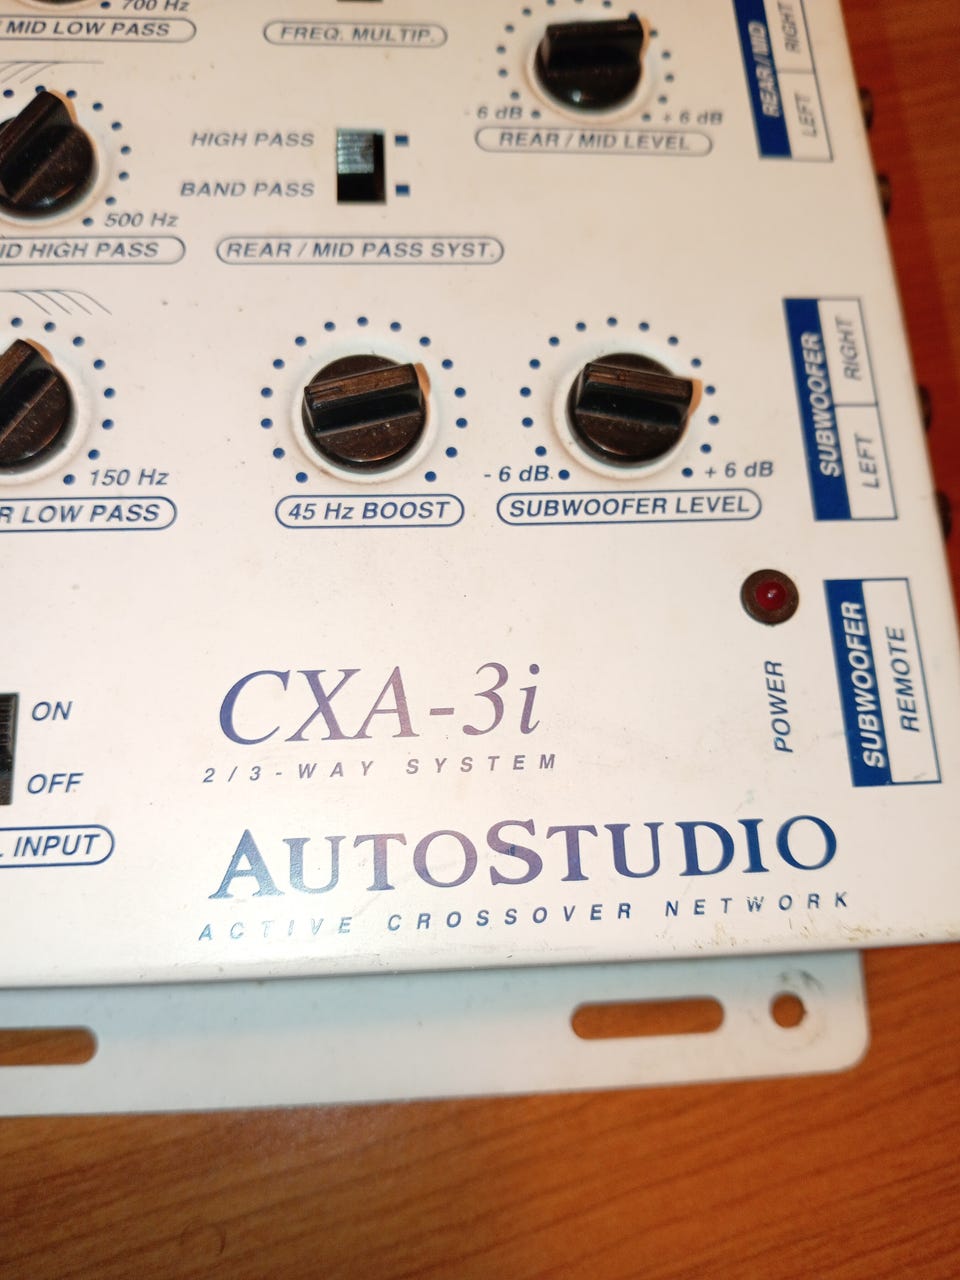 700 Hz
MID LOW PASS
FREQ. MULTIP.
- 6 dB
+ 6 dB
REAR / MID LEVEL
REAR / MID
LEFT
RIGHT
HIGH PASS
BAND PASS
500 Hz
ID HIGH PASS
REAR / MID PASS SYST.
150 Hz
R LOW PASS
45 Hz BOOST
- 6 dB
+ 6 dB
SUBWOOFER LEVEL
SUBWOOFER
LEFT
RIGHT
ON
OFF
L INPUT
POWER
SUBWOOFER
REMOTE
CXA-3i
2/3-WAY SYSTEM
AUTOSTUDIO
ACTIVE CROSSOVER NETWORK